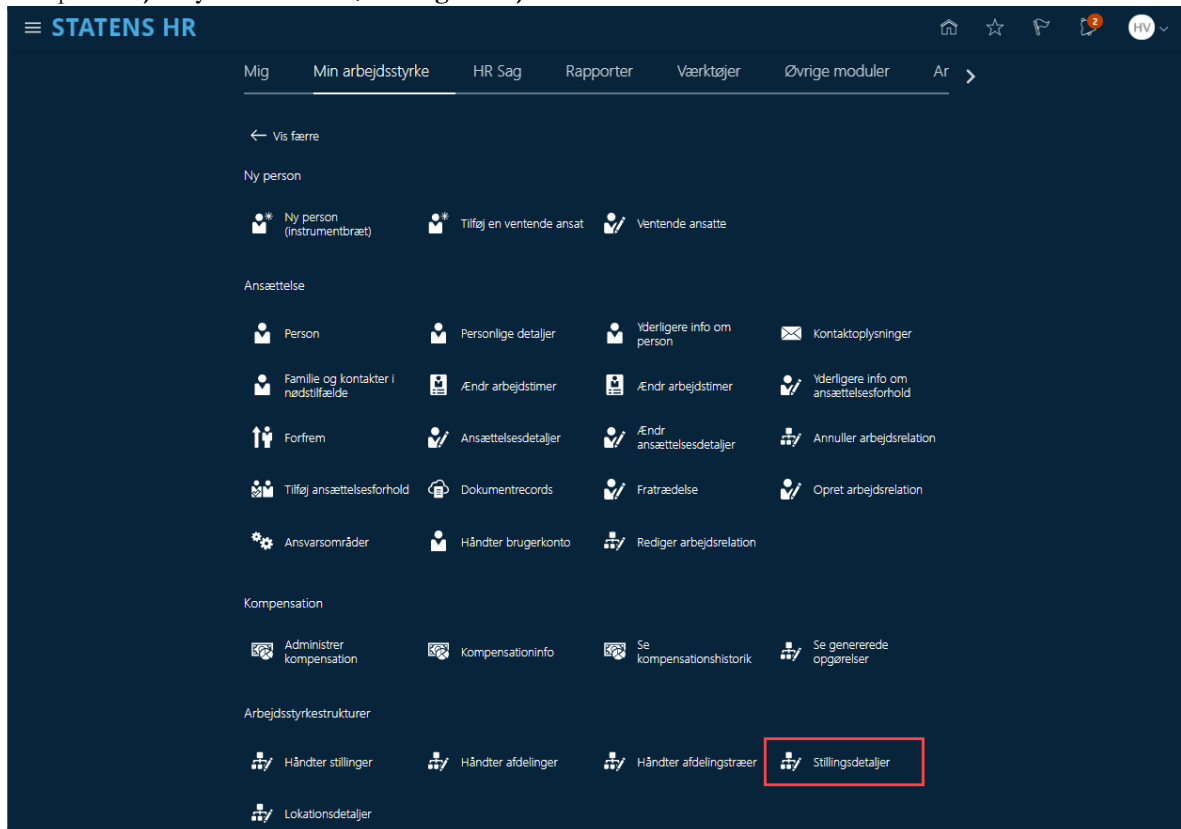 STATENS HR
2
HV
Mig Min arbejdsstyrke HR Sag Rapporter Værktøjer Øvrige moduler Ar
Vis færre
Ny person
Ny person
(instrumentbræt)
Tilføj en ventende ansat
Ventende ansatte
Ansættelse
Person
Personlige detaljer
Yderligere info om
person
Kontaktoplysninger
Familie og kontakter i
nødstilfælde
Ændr arbejdstimer
Ændr arbejdstimer
Yderligere info om
ansættelsesforhold
Forfrem
Ansættelsesdetaljer
Ændr
ansættelsesdetaljer
Annuller arbejdsrelation
Tilføj ansættelsesforhold
Dokumentrecords
Fratrædelse
Opret arbejdsrelation
Ansvarsområder
Håndter brugerkonto
Rediger arbejdsrelation
Kompensation
Administrer
kompensation
Kompensationinfo
Se
kompensationshistorik
Se genererede
opgørelser
Arbejdsstyrkestrukturer
Håndter stillinger
Håndter afdelinger
Håndter afdelingstræer
Stillingsdetaljer
Lokationsdetaljer